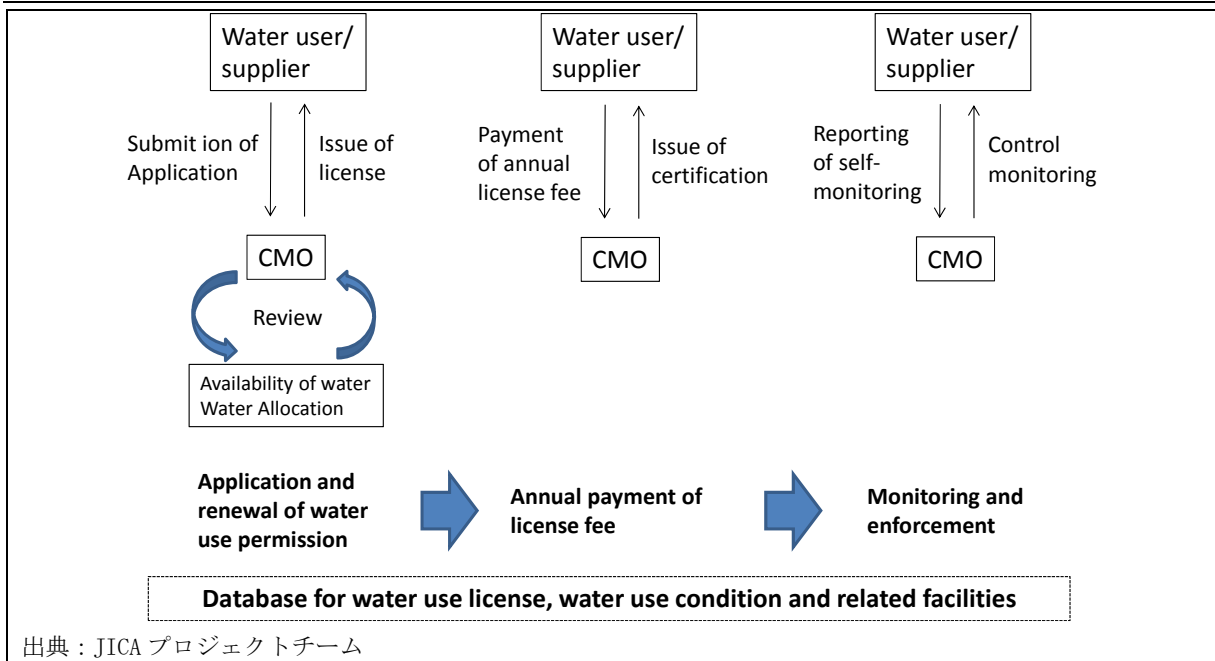 Water user/
supplier
Submit ion of
Application
Issue of
license
CMO
Review
Availability of water
Water Allocation
Water user/
supplier
Payment
of annual
license fee
Issue of
certification
CMO
Water user/
supplier
Reporting
of self-
monitoring
Control
monitoring
CMO
Application and
renewal of water
use permission
Annual payment of
license fee
Monitoring and
enforcement
Database for water use license, water use condition and related facilities
出典：JICA プロジェクトチーム